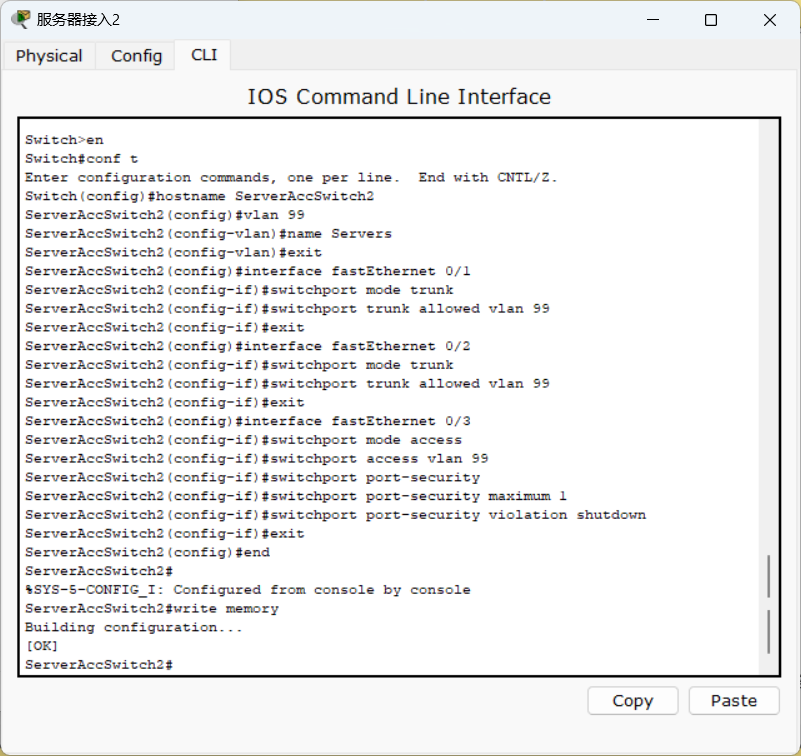 服务器接入2
Physical Config CLI
IOS Command Line Interface
Switch>en
Switch#conf t
Enter configuration commands, one per line.  End with CNTL/Z.
Switch(config)#hostname ServerAccSwitch2
ServerAccSwitch2(config)#vlan 99
ServerAccSwitch2(config-vlan)#name Servers
ServerAccSwitch2(config-vlan)#exit
ServerAccSwitch2(config)#interface fastEthernet 0/1
ServerAccSwitch2(config-if)#switchport mode trunk
ServerAccSwitch2(config-if)#switchport trunk allowed vlan 99
ServerAccSwitch2(config-if)#exit
ServerAccSwitch2(config)#interface fastEthernet 0/2
ServerAccSwitch2(config-if)#switchport mode trunk
ServerAccSwitch2(config-if)#switchport trunk allowed vlan 99
ServerAccSwitch2(config-if)#exit
ServerAccSwitch2(config)#interface fastEthernet 0/3
ServerAccSwitch2(config-if)#switchport mode access
ServerAccSwitch2(config-if)#switchport access vlan 99
ServerAccSwitch2(config-if)#switchport port-security
ServerAccSwitch2(config-if)#switchport port-security maximum 1
ServerAccSwitch2(config-if)#switchport port-security violation shutdown
ServerAccSwitch2(config-if)#exit
ServerAccSwitch2(config)#end
ServerAccSwitch2#
%SYS-5-CONFIG_I: Configured from console by console
ServerAccSwitch2#write memory
Building configuration...
[OK]
ServerAccSwitch2#
Copy Paste